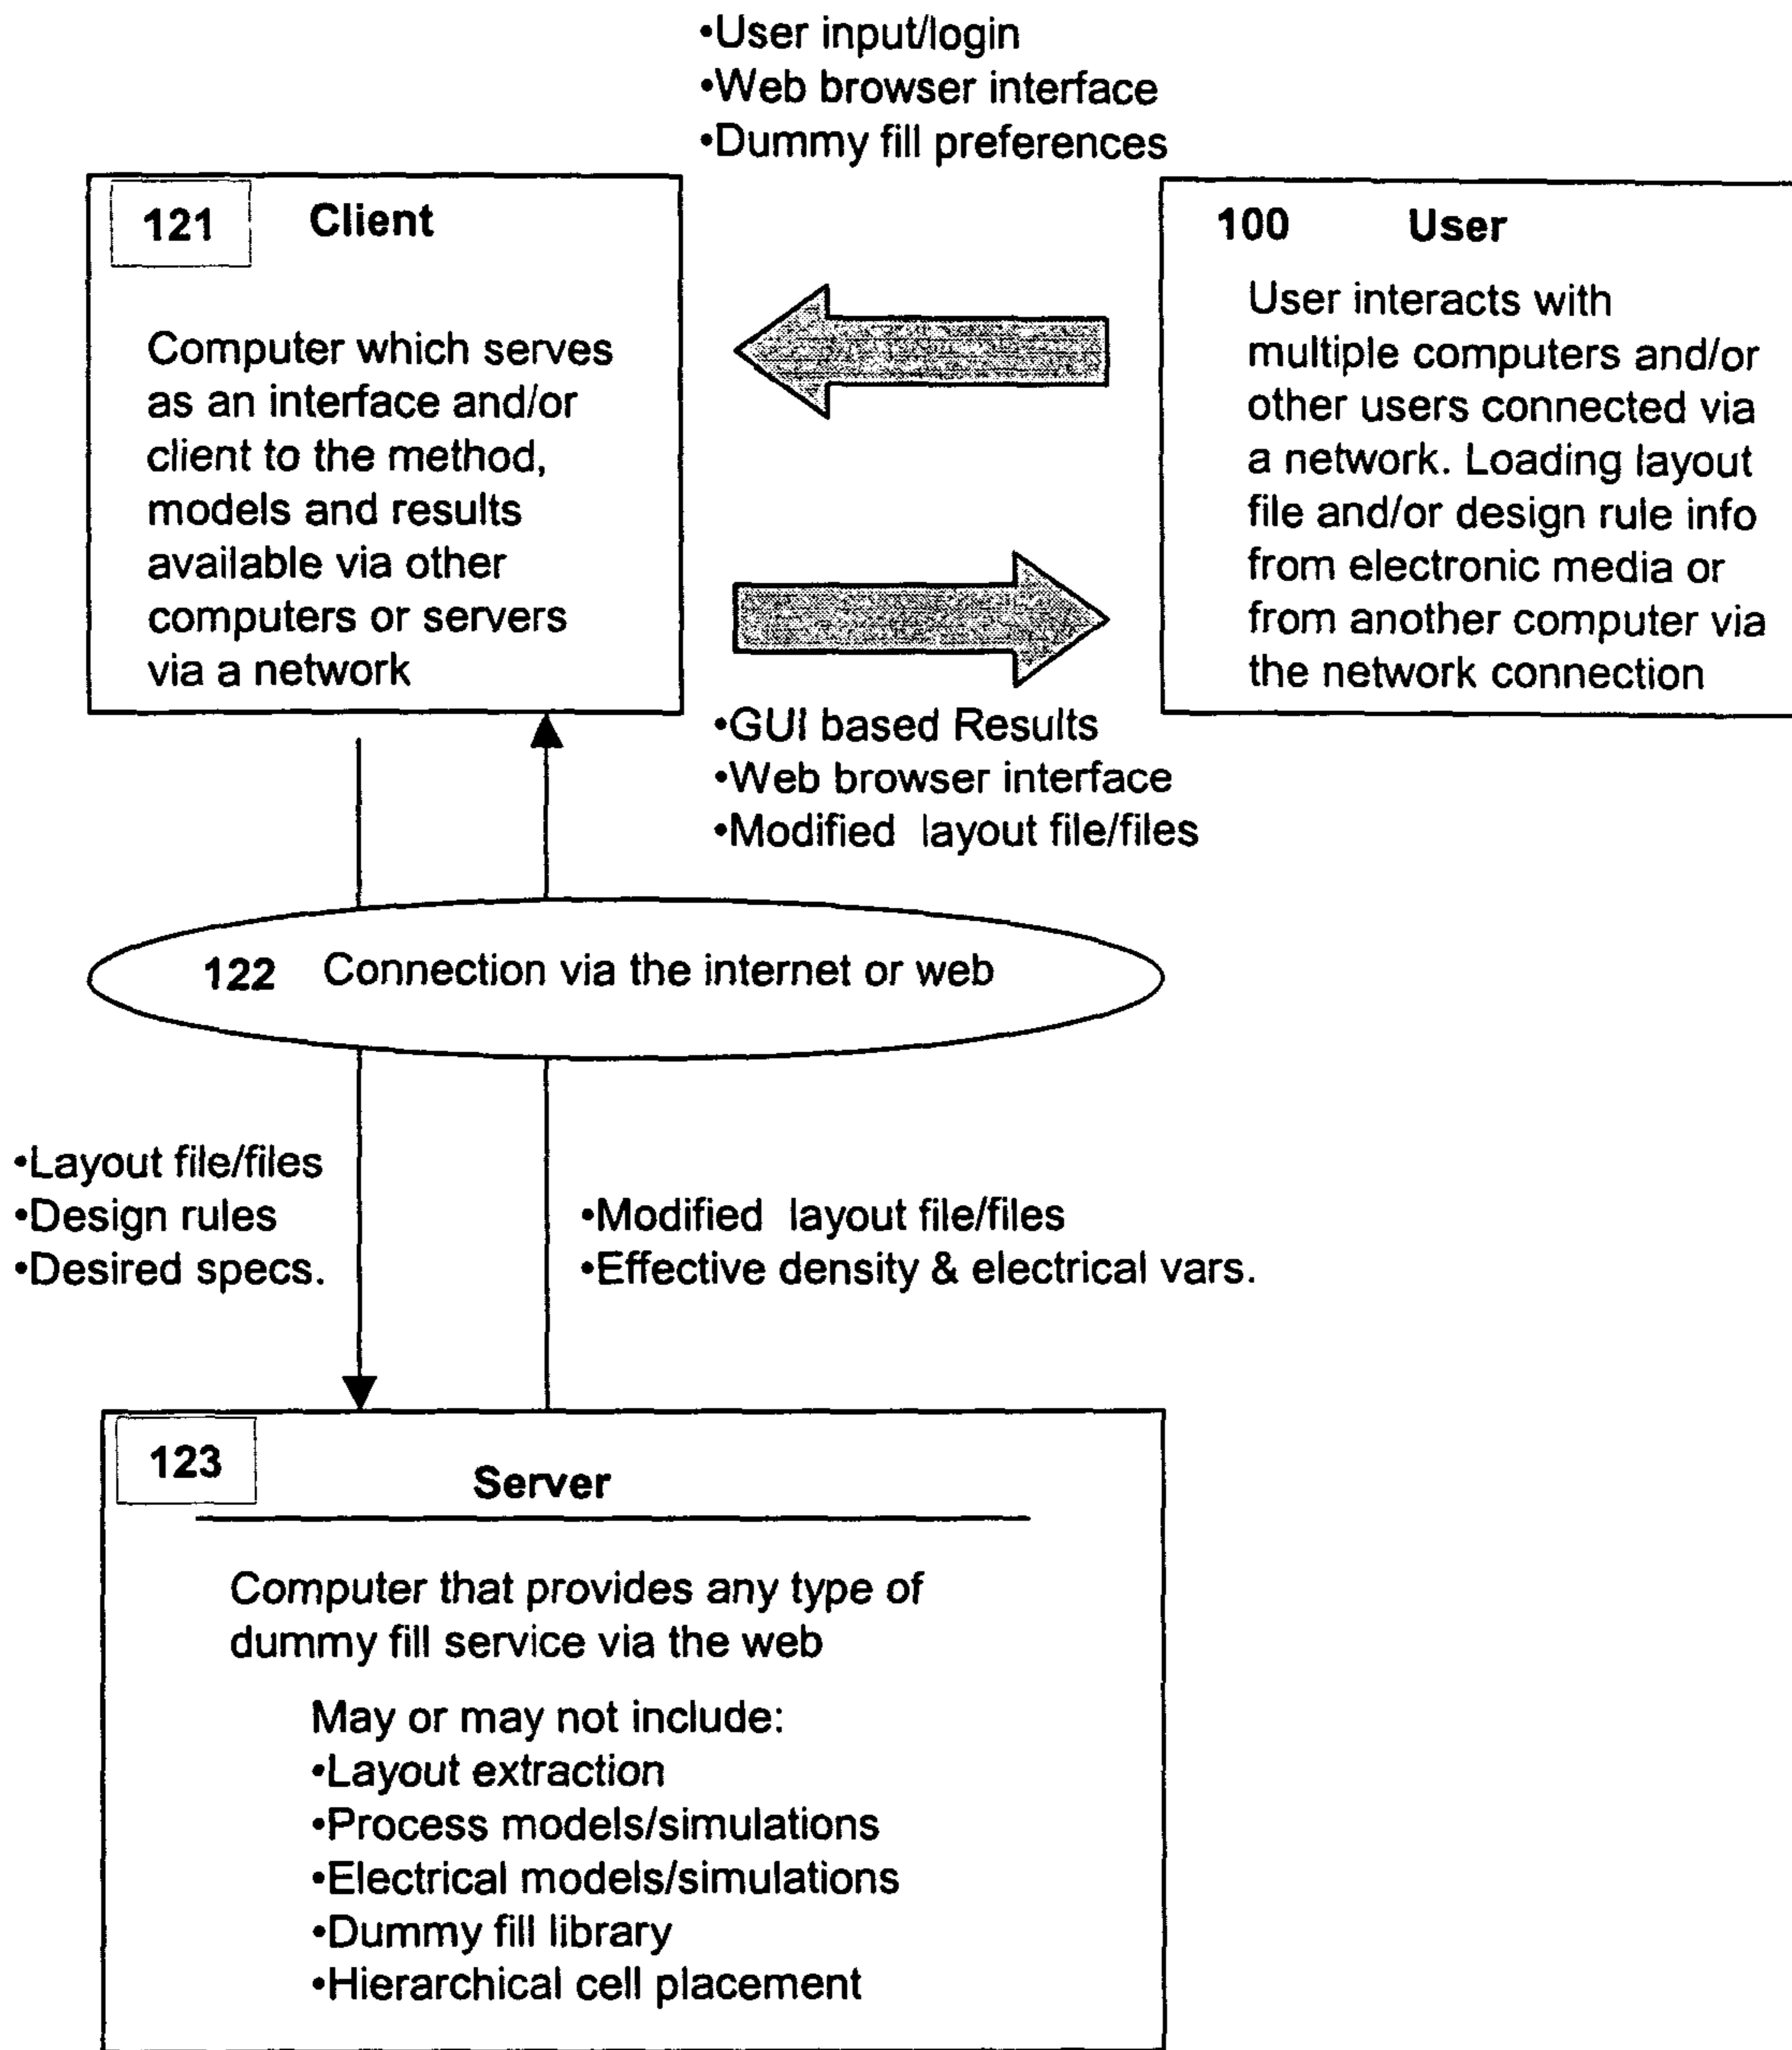 •User input/login
•Web browser interface
•Dummy fill preferences
121 Client
Computer which serves
as an interface and/or
client to the method,
models and results
available via other
computers or servers
via a network
100 User
User interacts with
multiple computers and/or
other users connected via
a network. Loading layout
file and/or design rule info
from electronic media or
from another computer via
the network connection
•GUI based Results
•Web browser interface
•Modified layout file/files
122 Connection via the internet or web
•Layout file/files
•Design rules
•Desired specs.
•Modified layout file/files
•Effective density & electrical vars.
123
Server
Computer that provides any type of
dummy fill service via the web
May or may not include:
•Layout extraction
•Process models/simulations
•Electrical models/simulations
•Dummy fill library
•Hierarchical cell placement